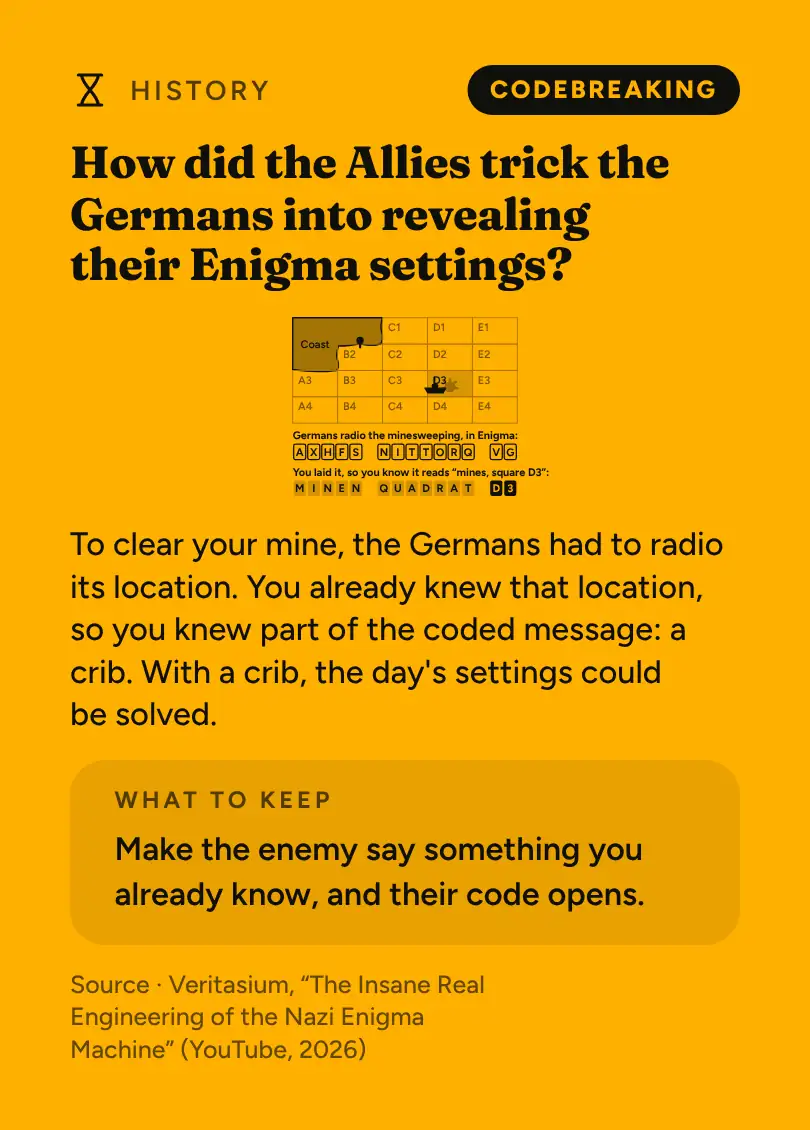 HISTORY
CODEBREAKING
How did the Allies trick the
Germans into revealing
their Enigma settings?
Coast C1 D1 E1
B2 C2 D2 E2
A3 B3 C3 D3 E3
A4 B4 C4 D4 E4
Germans radio the minesweeping, in Enigma:
AXHFS NITTORQ VG
You laid it, so you know it reads “mines, square D3”:
MINEN QUADRAT D3
To clear your mine, the Germans had to radio
its location. You already knew that location,
so you knew part of the coded message: a
crib. With a crib, the day's settings could
be solved.
WHAT TO KEEP
Make the enemy say something you
already know, and their code opens.
Source · Veritasium, “The Insane Real
Engineering of the Nazi Enigma
Machine” (YouTube, 2026)